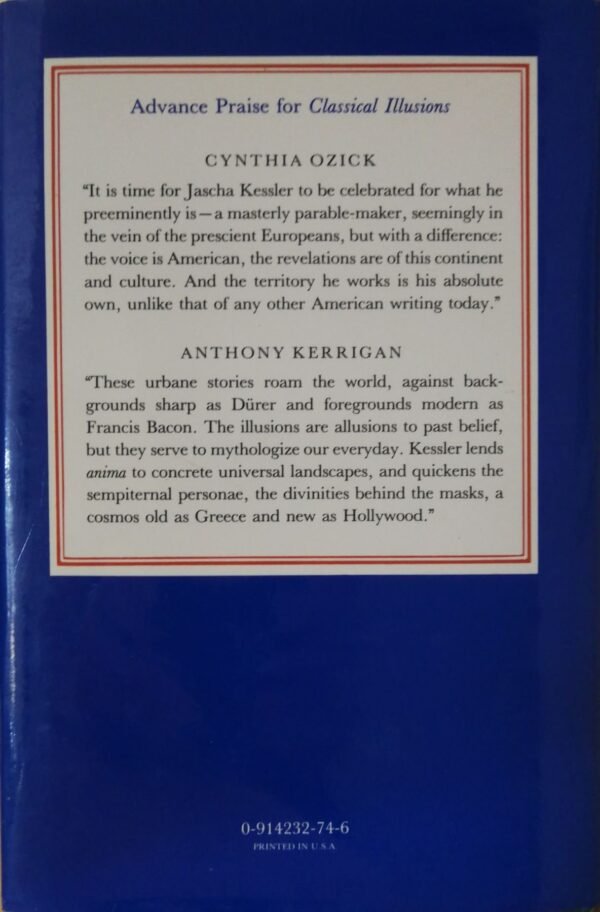 Advance Praise for Classical Illusions
CYNTHIA OZICK
“It is time for Jascha Kessler to be celebrated for what he
preeminently is—a masterly parable-maker, seemingly in
the vein of the prescient Europeans, but with a difference:
the voice is American, the revelations are of this continent
and culture. And the territory he works is his absolute
own, unlike that of any other American writing today.”
ANTHONY KERRIGAN
“These urbane stories roam the world, against back-
grounds sharp as Dürer and foregrounds modern as
Francis Bacon. The illusions are allusions to past belief,
but they serve to mythologize our everyday. Kessler lends
anima to concrete universal landscapes, and quickens the
sempiternal personae, the divinities behind the masks, a
cosmos old as Greece and new as Hollywood.”
0-914232-74-6
PRINTED IN U.S.A.